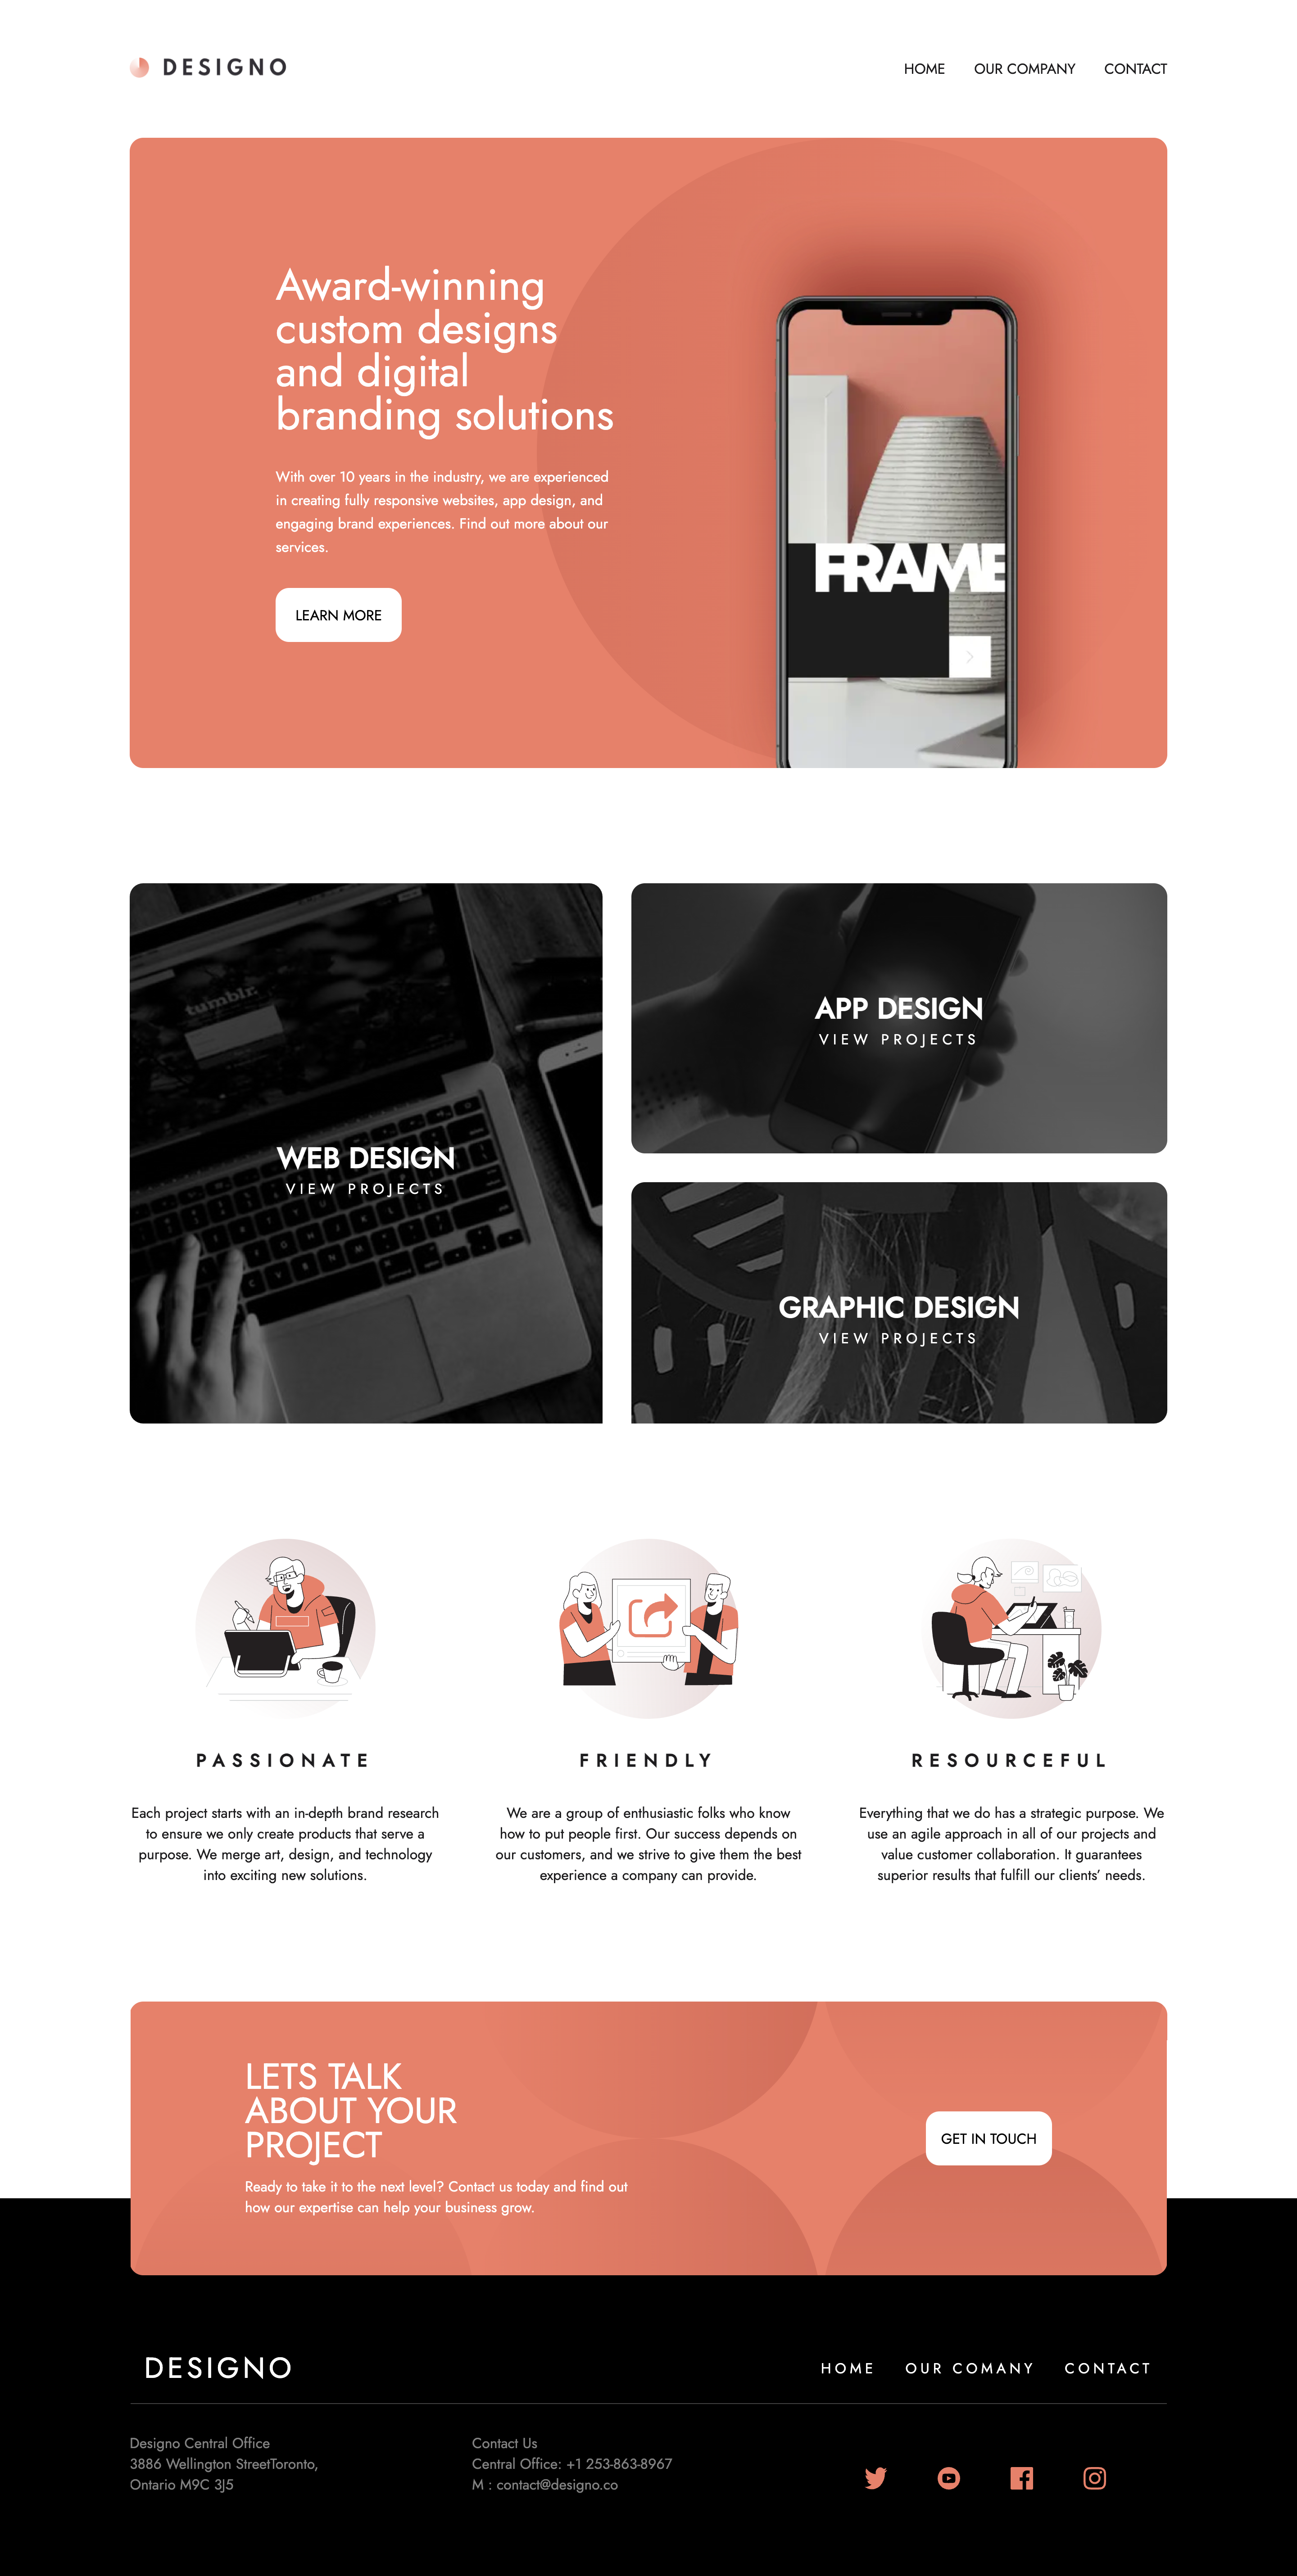 DESIGNO
HOME OUR COMPANY CONTACT
Award-winning
custom designs
and digital
branding solutions
With over 10 years in the industry, we are experienced
in creating fully responsive websites, app design, and
engaging brand experiences. Find out more about our
services.
LEARN MORE
FRAME
tumblr.
WEB DESIGN
VIEW PROJECTS
APP DESIGN
VIEW PROJECTS
GRAPHIC DESIGN
VIEW PROJECTS
PASSIONATE
Each project starts with an in-depth brand research
to ensure we only create products that serve a
purpose. We merge art, design, and technology
into exciting new solutions.
FRIENDLY
We are a group of enthusiastic folks who know
how to put people first. Our success depends on
our customers, and we strive to give them the best
experience a company can provide.
RESOURCEFUL
Everything that we do has a strategic purpose. We
use an agile approach in all of our projects and
value customer collaboration. It guarantees
superior results that fulfill our clients’ needs.
LETS TALK
ABOUT YOUR
PROJECT
Ready to take it to the next level? Contact us today and find out
how our expertise can help your business grow.
GET IN TOUCH
DESIGNO
HOME OUR COMANY CONTACT
Designo Central Office
3886 Wellington StreetToronto,
Ontario M9C 3J5
Contact Us
Central Office: +1 253-863-8967
M : contact@designo.co